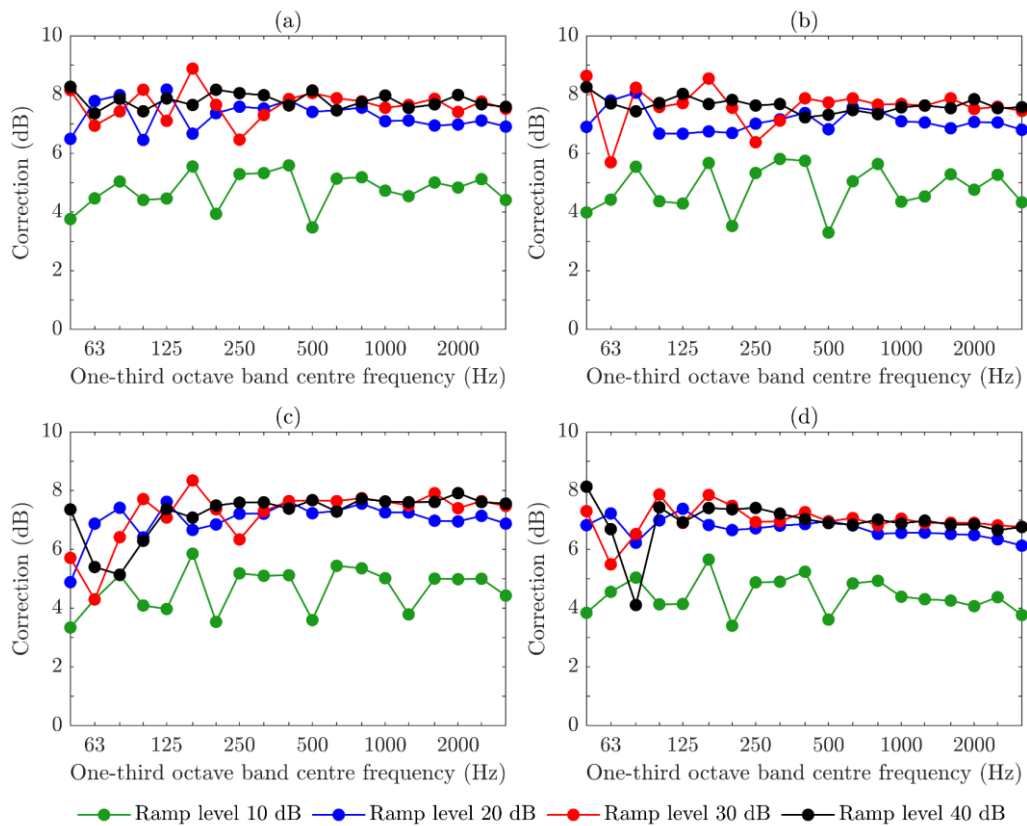 (a)
10
8
6
4
2
0
Correction (dB)
63 125 250 500 1000 2000
One-third octave band centre frequency (Hz)
(b)
10
8
6
4
2
0
Correction (dB)
63 125 250 500 1000 2000
One-third octave band centre frequency (Hz)
(c)
10
8
6
4
2
0
Correction (dB)
63 125 250 500 1000 2000
One-third octave band centre frequency (Hz)
(d)
10
8
6
4
2
0
Correction (dB)
63 125 250 500 1000 2000
One-third octave band centre frequency (Hz)
Ramp level 10 dB Ramp level 20 dB Ramp level 30 dB Ramp level 40 dB